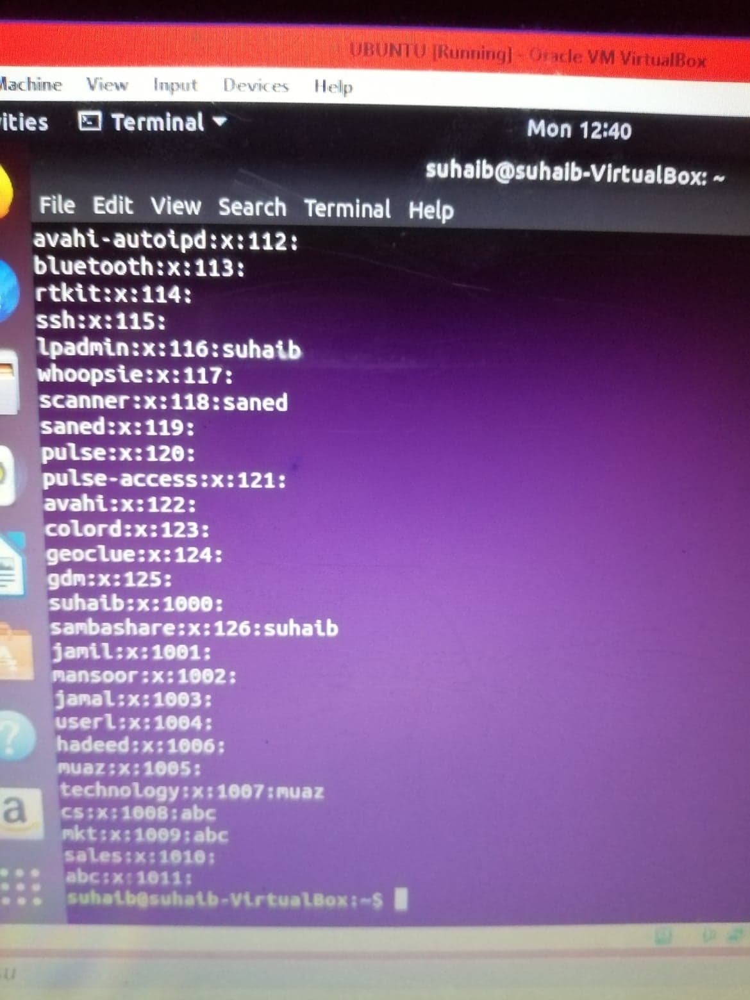 UBUNTU [Running] - Oracle VM VirtualBox
Machine View Input Devices Help
ities Terminal Mon 12:40
suhaib@suhaib-VirtualBox: ~
File Edit View Search Terminal Help
avahi-autoipd:x:112:
bluetooth:x:113:
rtkit:x:114:
ssh:x:115:
lpadmin:x:116:suhaib
whoopsie:x:117:
scanner:x:118:saned
saned:x:119:
pulse:x:120:
pulse-access:x:121:
avahi:x:122:
colord:x:123:
geoclue:x:124:
gdm:x:125:
suhaib:x:1000:
sambashare:x:126:suhaib
jamil:x:1001:
mansoor:x:1002:
jamal:x:1003:
userl:x:1004:
hadeed:x:1006:
muaz:x:1005:
technology:x:1007:muaz
cs:x:1008:abc
mkt:x:1009:abc
sales:x:1010:
abc:x:1011:
suhaib@suhaib-VirtualBox:~$